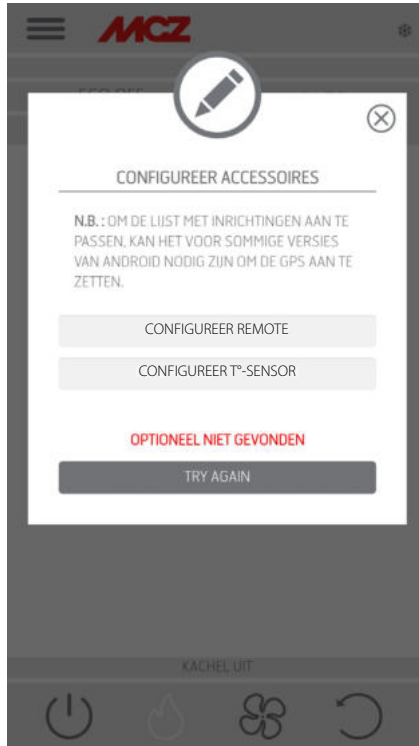 MCZ
CONFIGUREER ACCESSOIRES
N.B. : OM DE LIJST MET INRICHTINGEN AAN TE
PASSEN, KAN HET VOOR SOMMIGE VERSIES
VAN ANDROID NODIG ZIJN OM DE GPS AAN TE
ZETTEN.
CONFIGUREER REMOTE
CONFIGUREER T°-SENSOR
OPTIONEEL NIET GEVONDEN
TRY AGAIN
KACHEL UIT